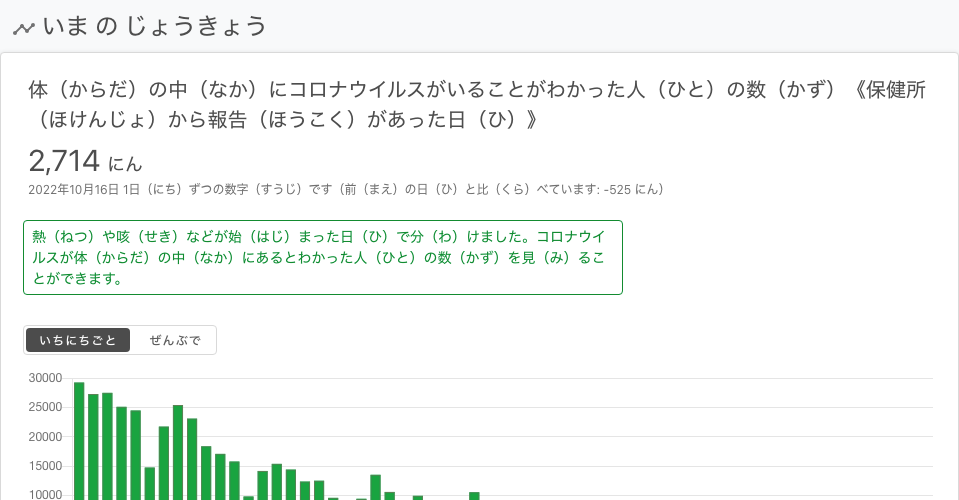 いま の じょうきょう
体（からだ）の中（なか）にコロナウイルスがいることがわかった人（ひと）の数（かず）《保健所
（ほけんじょ）から報告（ほうこく）があった日（ひ）》
2,714 にん
2022年10月16日 1日（にち）ずつの数字（すうじ）です（前（まえ）の日（ひ）と比（くら）べています: -525 にん）
熱（ねつ）や咳（せき）などが始（はじ）まった日（ひ）で分（わ）けました。コロナウイ
ルスが体（からだ）の中（なか）にあるとわかった人（ひと）の数（かず）を見（み）るこ
とができます。
いちにちごと ぜんぶで
30000
25000
20000
15000
10000